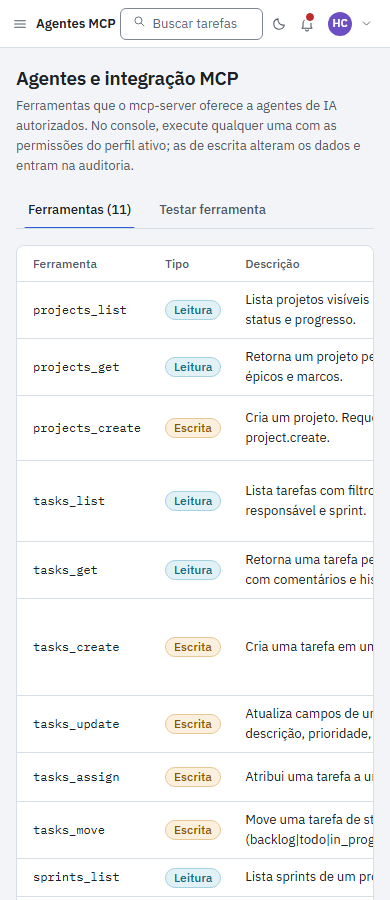 Agentes MCP
Buscar tarefas
HC
Agentes e integração MCP
Ferramentas que o mcp-server oferece a agentes de IA
autorizados. No console, execute qualquer uma com as
permissões do perfil ativo; as de escrita alteram os dados e
entram na auditoria.
Ferramentas (11)
Testar ferramenta
Ferramenta Tipo Descrição
projects_list Leitura Lista projetos visíveis
status e progresso.
projects_get Leitura Retorna um projeto pe
épicos e marcos.
projects_create Escrita Cria um projeto. Reque
project.create.
tasks_list Leitura Lista tarefas com filtro
responsável e sprint.
tasks_get Leitura Retorna uma tarefa pe
com comentários e his
tasks_create Escrita Cria uma tarefa em um
tasks_update Escrita Atualiza campos de um
descrição, prioridade,
tasks_assign Escrita Atribui uma tarefa a u
tasks_move Escrita Move uma tarefa de st
(backlog|todo|in_prog
sprints_list Leitura Lista sprints de um pro